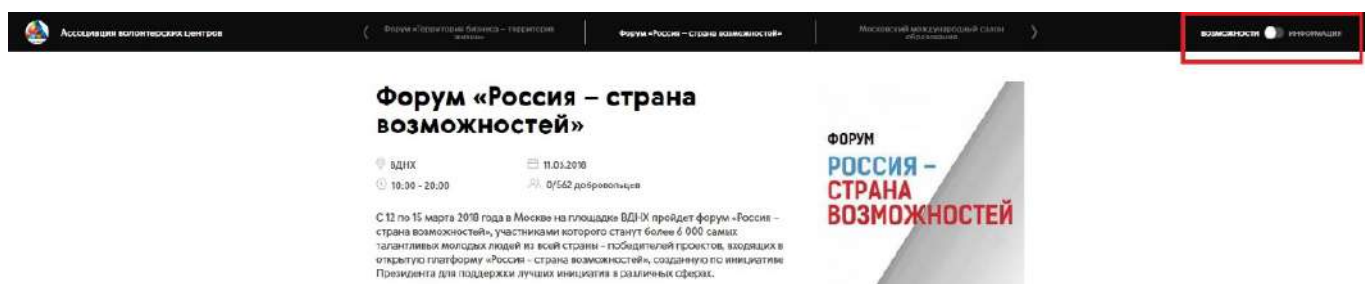 Ассоциация волонтерских центров
Форум «Территория бизнеса – территория
жизни»
Форум «Россия – страна возможностей»
Московский международный салон
образования
ВОЗМОЖНОСТИ ИНФОРМАЦИЯ
Форум «Россия – страна
возможностей»
ВДНХ
11.03.2018
10:00 - 20:00
0/562 добровольцев
С 12 по 15 марта 2018 года в Москве на площадке ВДНХ пройдет форум «Россия –
страна возможностей», участниками которого станут более 6 000 самых
талантливых молодых людей из всей страны – победителей проектов, входящих в
открытую платформу «Россия - страна возможностей», созданную по инициативе
Президента для поддержки лучших инициатив в различных сферах.
ФОРУМ
РОССИЯ –
СТРАНА
ВОЗМОЖНОСТЕЙ